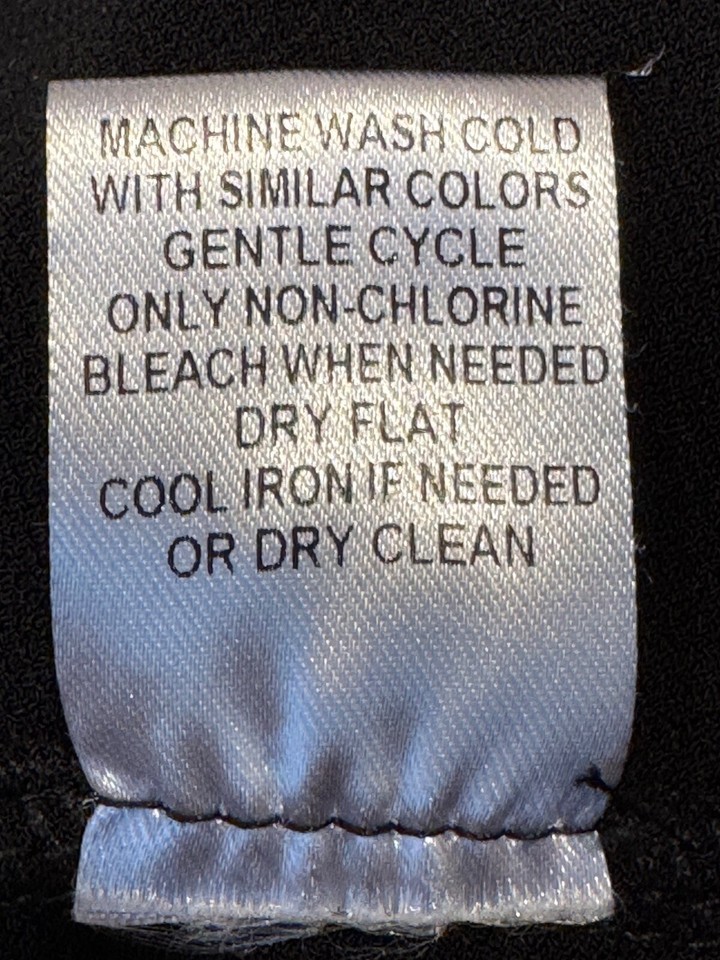 MACHINE WASH COLD
WITH SIMILAR COLORS
GENTLE CYCLE
ONLY NON-CHLORINE
BLEACH WHEN NEEDED
DRY FLAT
COOL IRON IF NEEDED
OR DRY CLEAN